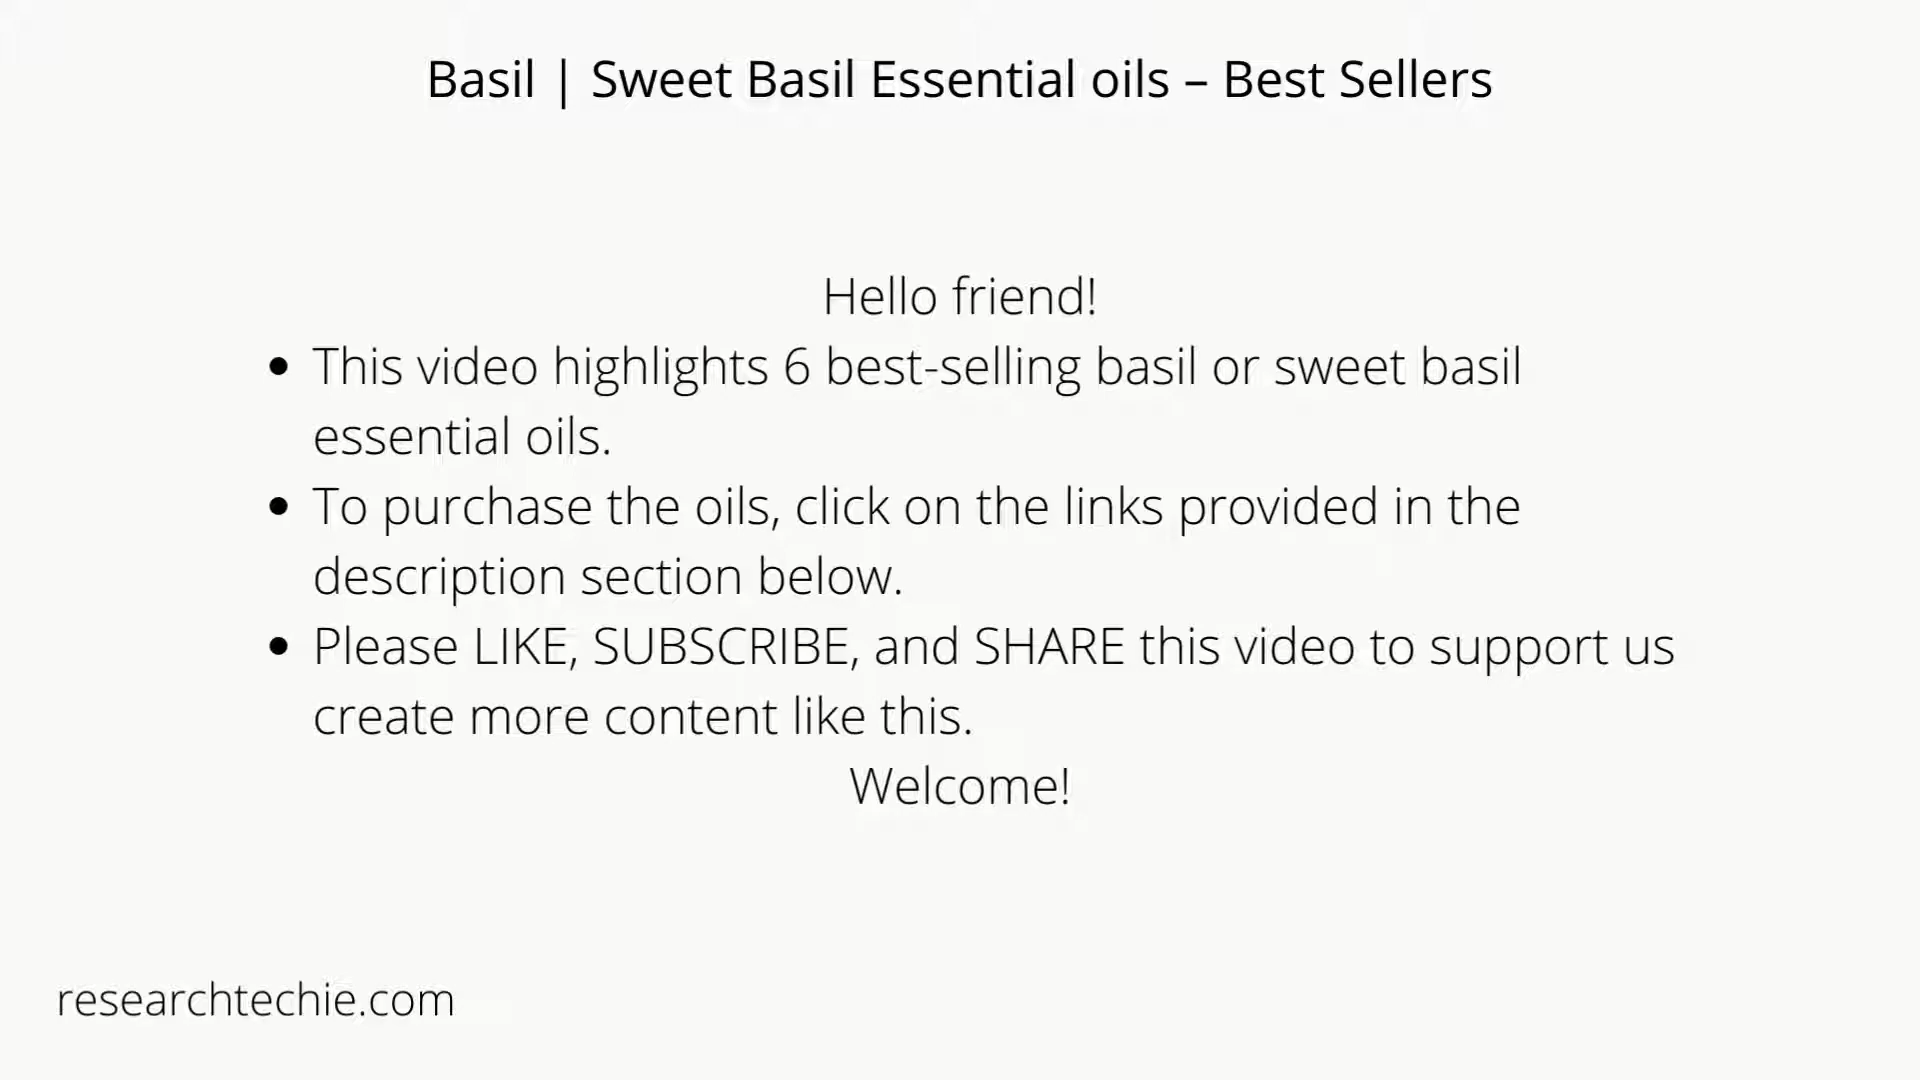 Basil | Sweet Basil Essential oils – Best Sellers
Hello friend!
• This video highlights 6 best-selling basil or sweet basil
essential oils.
• To purchase the oils, click on the links provided in the
description section below.
• Please LIKE, SUBSCRIBE, and SHARE this video to support us
create more content like this.
Welcome!
researchtechie.com